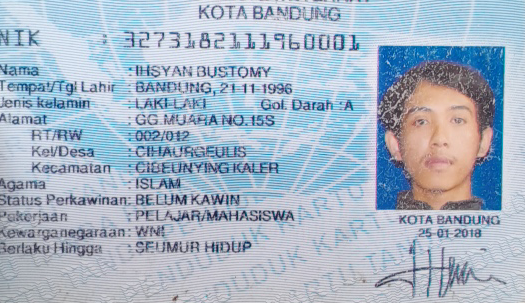 KOTA BANDUNG
NIK : 3273182111960001
Nama : IHSYAN BUSTOMY
Tempat/Tgl Lahir : BANDUNG, 21-11-1996
Jenis kelamin : LAKI-LAKI Gol. Darah :A
Alamat : GG.MUARA NO.15S
RT/RW : 002/012
Kel/Desa : CIHAURGEULIS
Kecamatan : CIBEUNYING KALER
Agama : ISLAM
Status Perkawinan: BELUM KAWIN
Pekerjaan : PELAJAR/MAHASISWA
Kewarganegaraan: WNI
Berlaku Hingga : SEUMUR HIDUP
KOTA BANDUNG
25-01-2018